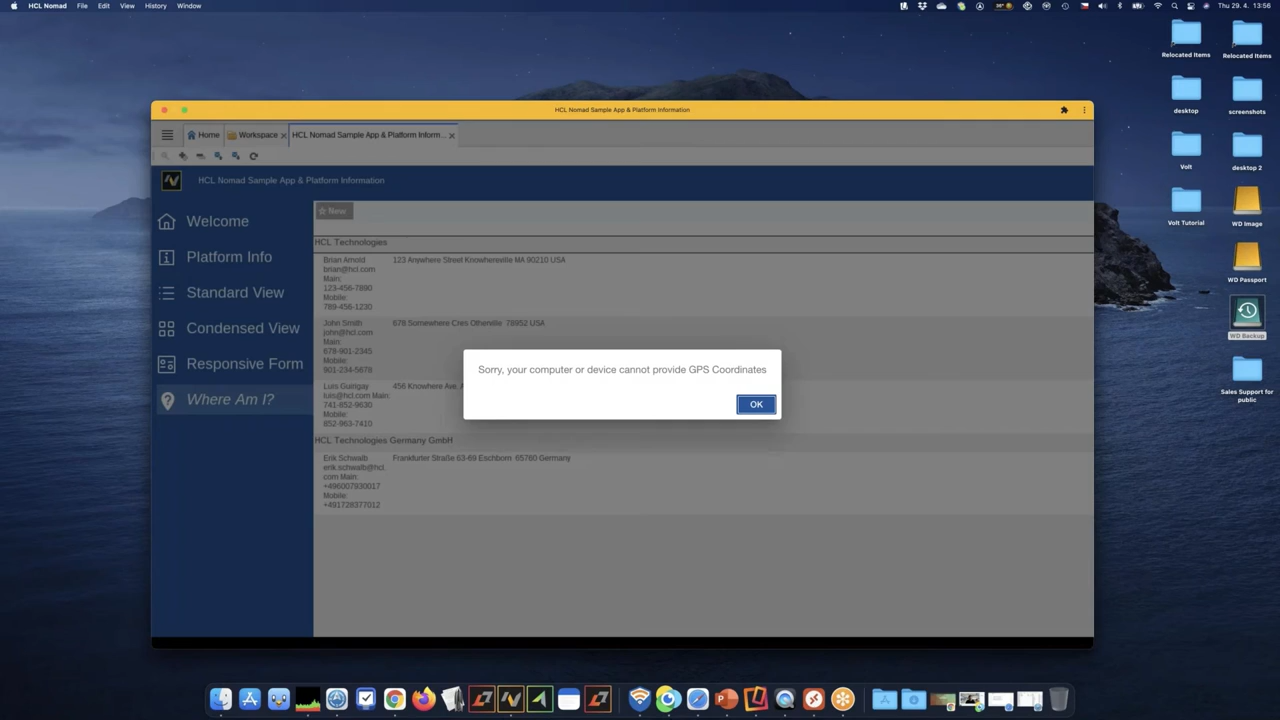 HCL Nomad File Edit View History Window
36°
Thu 29. 4. 13:56
Relocated Items
Relocated Items
desktop
screenshots
Volt
desktop 2
Volt Tutorial
WD Image
WD Passport
WD Backup
Sales Support for
public
HCL Nomad Sample App & Platform Information
Home
Workspace
HCL Nomad Sample App & Platform Inform...
HCL Nomad Sample App & Platform Information
Welcome
Platform Info
Standard View
Condensed View
Responsive Form
Where Am I?
New
HCL Technologies
Brian Arnold 123 Anywhere Street Knowhereville MA 90210 USA
brian@hcl.com
Main:
123-456-7890
Mobile:
789-456-1230
John Smith 678 Somewhere Cres Otherville 78952 USA
john@hcl.com
Main:
678-901-2345
Mobile:
901-234-5678
Luis Guirigay 456 Knowhere Ave.
luis@hcl.com Main:
741-852-9630
Mobile:
852-963-7410
HCL Technologies Germany GmbH
Erik Schwalb Frankfurter Straße 63-69 Eschborn 65760 Germany
erik.schwalb@hcl.
com Main:
+496007930017
Mobile:
+491728377012
Sorry, your computer or device cannot provide GPS Coordinates
OK